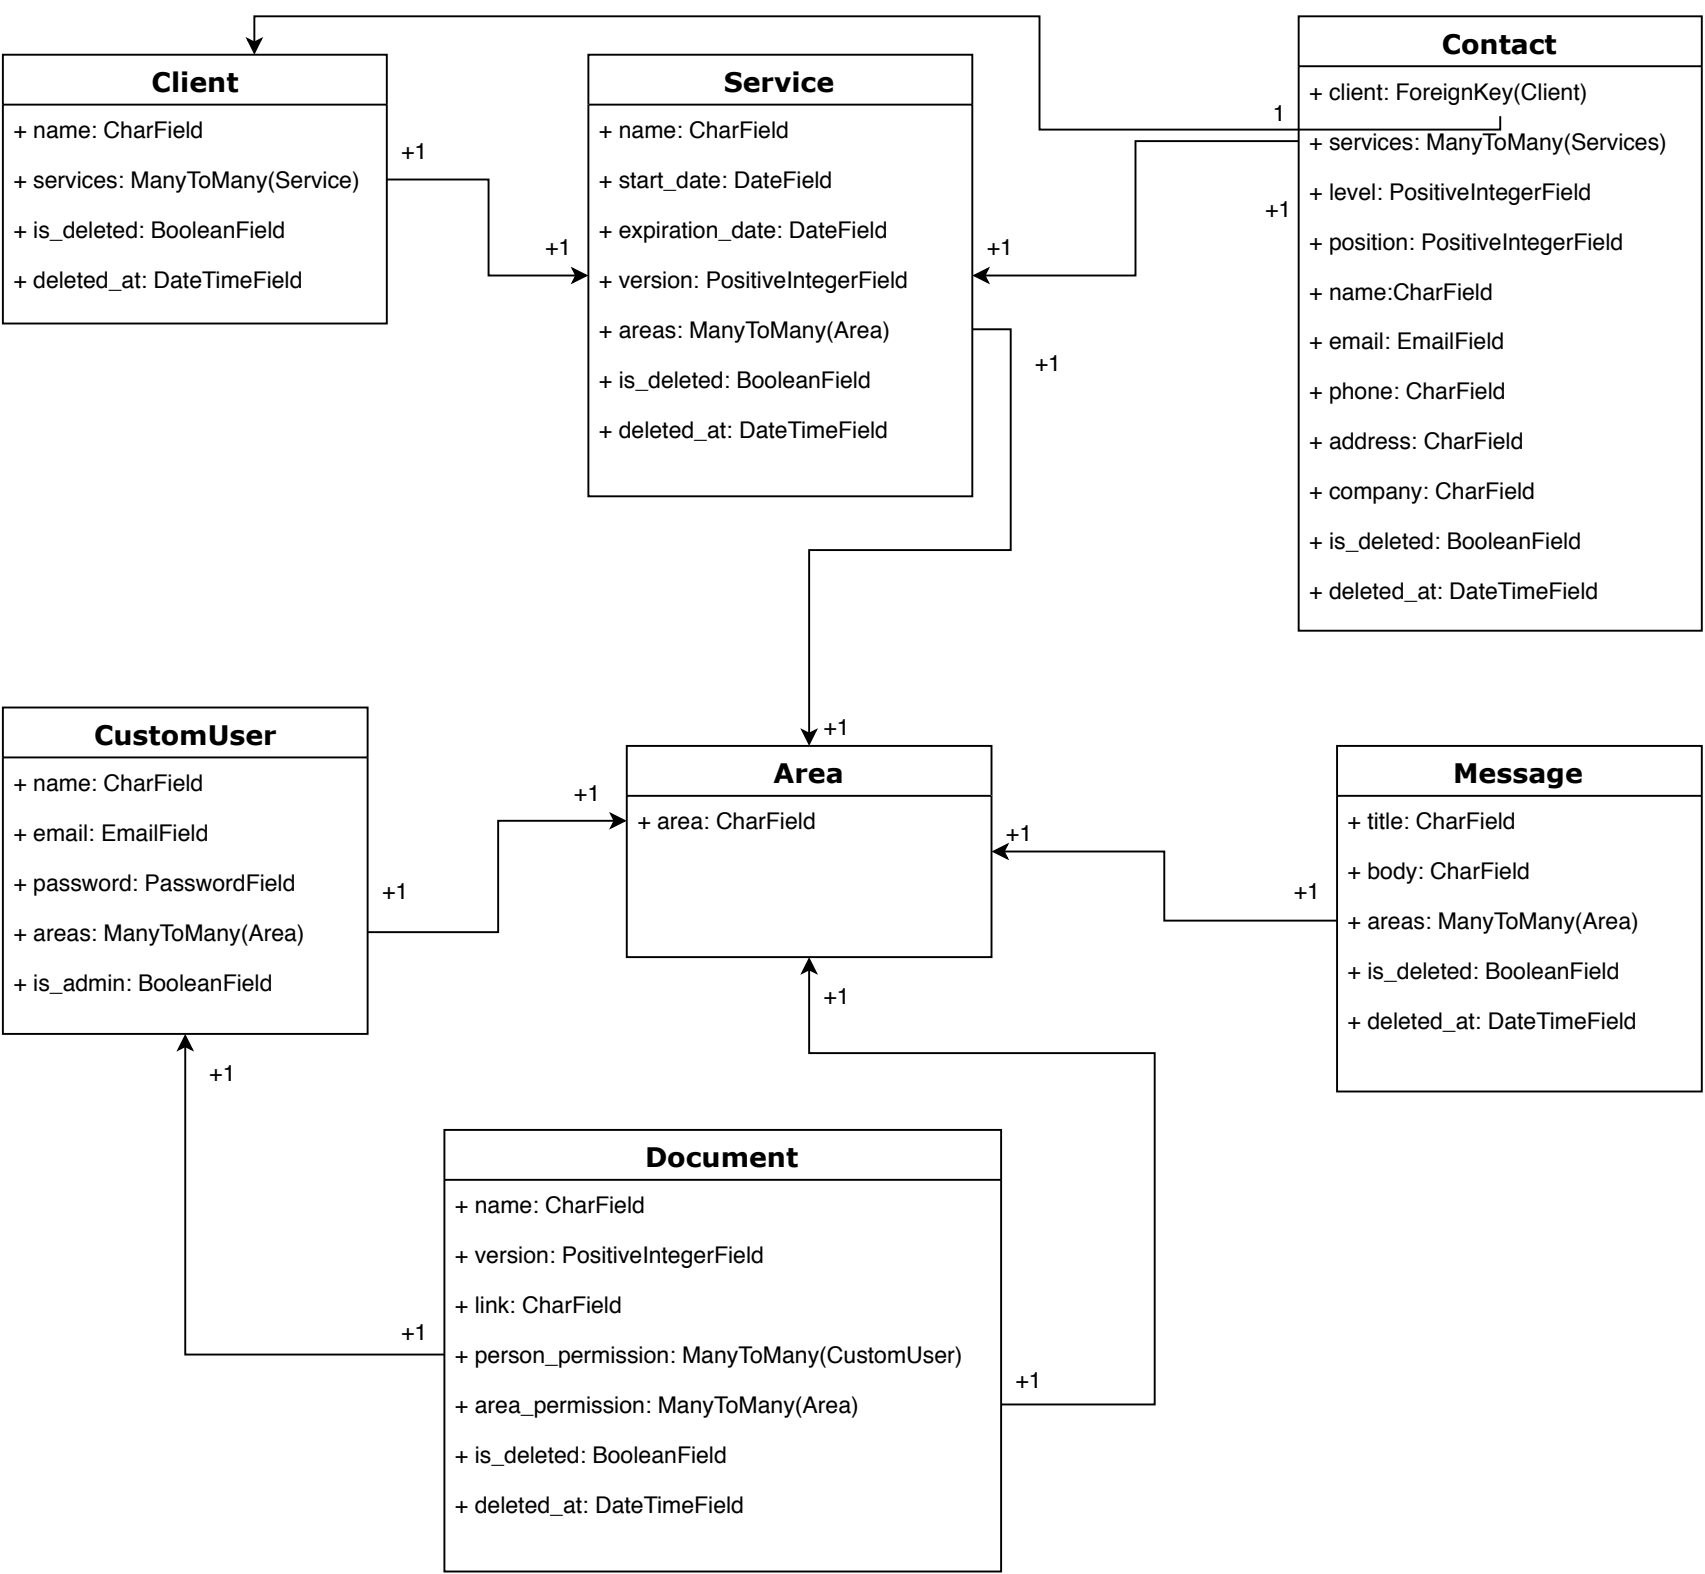 Client
+ name: CharField
+ services: ManyToMany(Service)
+ is_deleted: BooleanField
+ deleted_at: DateTimeField
+1
+1
Service
+ name: CharField
+ start_date: DateField
+ expiration_date: DateField
+ version: PositiveIntegerField
+ areas: ManyToMany(Area)
+ is_deleted: BooleanField
+ deleted_at: DateTimeField
+1
+1
1
+1
Contact
+ client: ForeignKey(Client)
+ services: ManyToMany(Services)
+ level: PositiveIntegerField
+ position: PositiveIntegerField
+ name:CharField
+ email: EmailField
+ phone: CharField
+ address: CharField
+ company: CharField
+ is_deleted: BooleanField
+ deleted_at: DateTimeField
CustomUser
+ name: CharField
+ email: EmailField
+ password: PasswordField
+ areas: ManyToMany(Area)
+ is_admin: BooleanField
+1
+1
+1
Area
+ area: CharField
+1
+1
Message
+ title: CharField
+ body: CharField
+ areas: ManyToMany(Area)
+ is_deleted: BooleanField
+ deleted_at: DateTimeField
+1
+1
+1
Document
+ name: CharField
+ version: PositiveIntegerField
+ link: CharField
+ person_permission: ManyToMany(CustomUser)
+ area_permission: ManyToMany(Area)
+ is_deleted: BooleanField
+ deleted_at: DateTimeField
+1